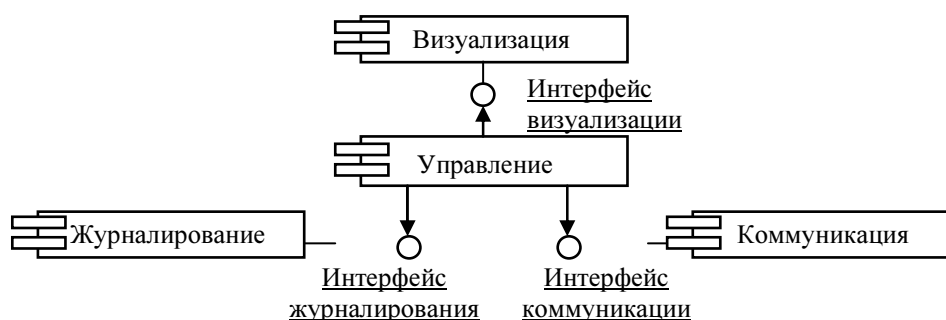 Визуализация
Интерфейс
визуализации
Управление
Журналирование
Коммуникация
Интерфейс
журналирования
Интерфейс
коммуникации